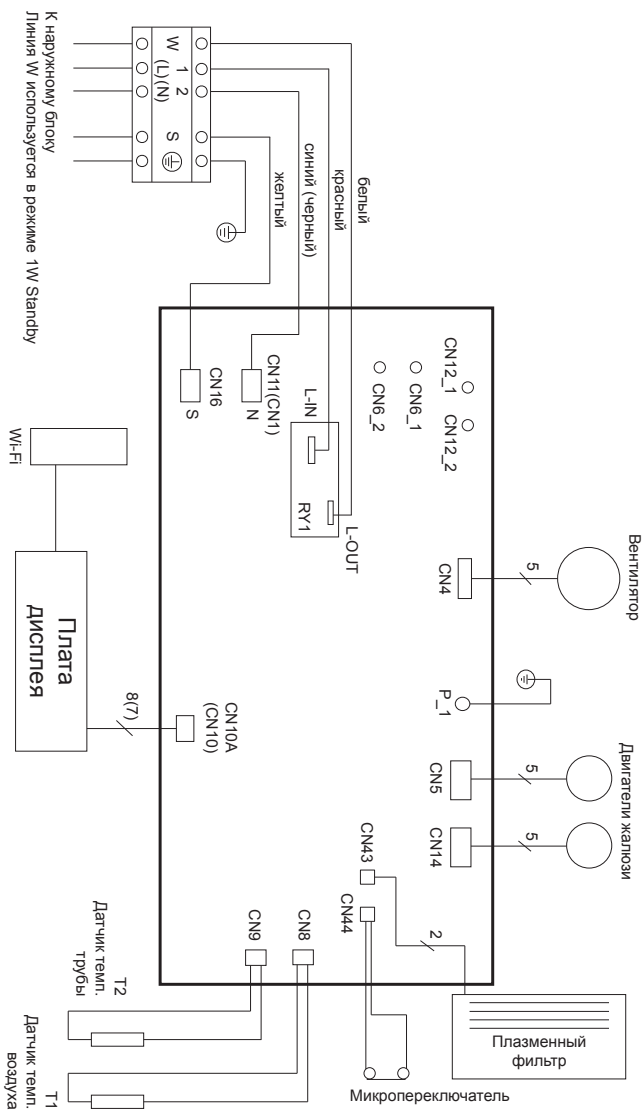 К наружному блоку
Линия W используется в режиме 1W Standby
W
1
(L)
2
(N)
S
белый
красный
синий (черный)
желтый
CN12_1
CN12_2
CN6_1
CN6_2
L-IN
L-OUT
RY1
CN11(CN1)
N
CN16
S
Вентилятор
5
CN4
P_1
Двигатели жалюзи
5
5
CN5
CN14
Wi-Fi
Плата
дисплея
8(7)
CN10A
(CN10)
CN43
CN44
2
Плазменный
фильтр
Микропереключатель
CN8
CN9
T2
Датчик темп.
трубы
T1
Датчик темп.
воздуха